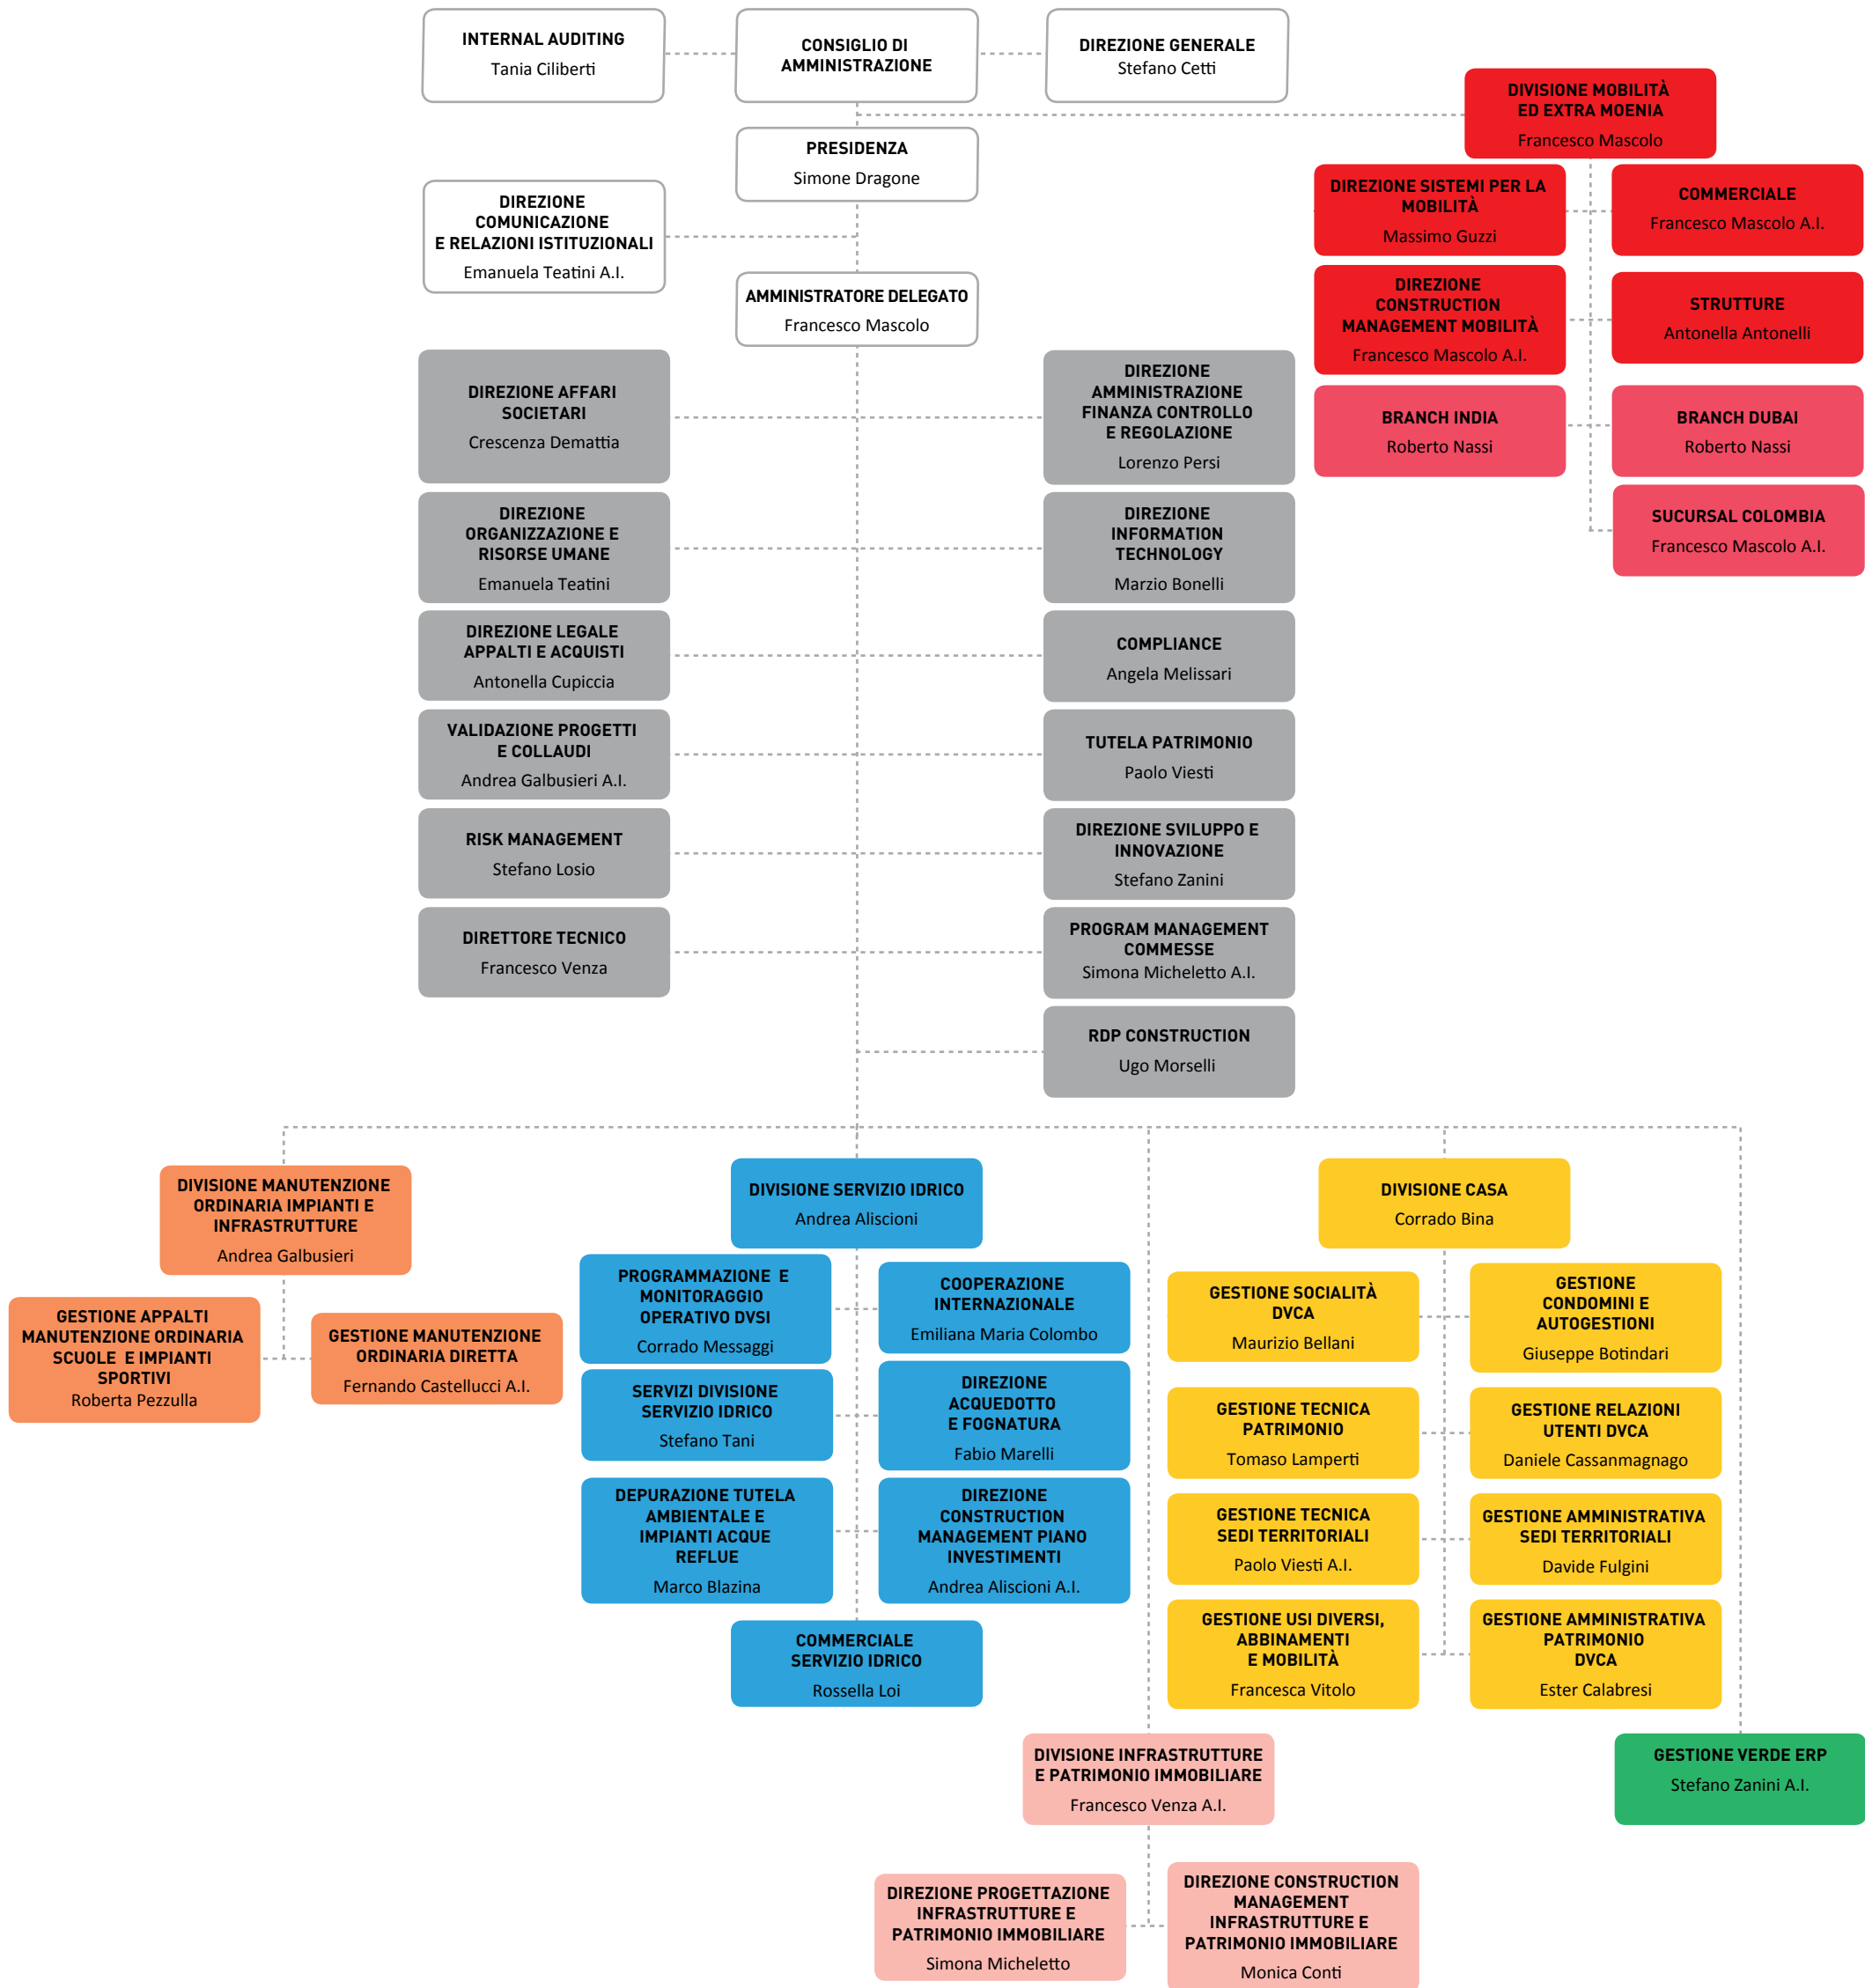 INTERNAL AUDITING
Tania Ciliberti
CONSIGLIO DI
AMMINISTRAZIONE
DIREZIONE GENERALE
Stefano Cetti
DIVISIONE MOBILITÀ
ED EXTRA MOENIA
Francesco Mascolo
PRESIDENZA
Simone Dragone
DIREZIONE
COMUNICAZIONE
E RELAZIONI ISTITUZIONALI
Emanuela Teatini A.I.
DIREZIONE SISTEMI PER LA
MOBILITÀ
Massimo Guzzi
COMMERCIALE
Francesco Mascolo A.I.
AMMINISTRATORE DELEGATO
Francesco Mascolo
DIREZIONE
CONSTRUCTION
MANAGEMENT MOBILITÀ
Francesco Mascolo A.I.
STRUTTURE
Antonella Antonelli
DIREZIONE AFFARI
SOCIETARI
Crescenza Demattia
DIREZIONE
AMMINISTRAZIONE
FINANZA CONTROLLO
E REGOLAZIONE
Lorenzo Persi
BRANCH INDIA
Roberto Nassi
BRANCH DUBAI
Roberto Nassi
SUCURSAL COLOMBIA
Francesco Mascolo A.I.
DIREZIONE
ORGANIZZAZIONE E
RISORSE UMANE
Emanuela Teatini
DIREZIONE
INFORMATION
TECHNOLOGY
Marzio Bonelli
DIREZIONE LEGALE
APPALTI E ACQUISTI
Antonella Cupiccia
COMPLIANCE
Angela Melissari
VALIDAZIONE PROGETTI
E COLLAUDI
Andrea Galbusieri A.I.
TUTELA PATRIMONIO
Paolo Viesti
RISK MANAGEMENT
Stefano Losio
DIREZIONE SVILUPPO E
INNOVAZIONE
Stefano Zanini
DIRETTORE TECNICO
Francesco Venza
PROGRAM MANAGEMENT
COMMESSE
Simona Micheletto A.I.
RDP CONSTRUCTION
Ugo Morselli
DIVISIONE MANUTENZIONE
ORDINARIA IMPIANTI E
INFRASTRUTTURE
Andrea Galbusieri
DIVISIONE SERVIZIO IDRICO
Andrea Aliscioni
DIVISIONE CASA
Corrado Bina
GESTIONE APPALTI
MANUTENZIONE ORDINARIA
SCUOLE E IMPIANTI
SPORTIVI
Roberta Pezzulla
GESTIONE MANUTENZIONE
ORDINARIA DIRETTA
Fernando Castellucci A.I.
PROGRAMMAZIONE E
MONITORAGGIO
OPERATIVO DVSI
Corrado Messaggi
COOPERAZIONE
INTERNAZIONALE
Emiliana Maria Colombo
GESTIONE SOCIALITÀ
DVCA
Maurizio Bellani
GESTIONE
CONDOMINI E
AUTOGESTIONI
Giuseppe Botindari
SERVIZI DIVISIONE
SERVIZIO IDRICO
Stefano Tani
DIREZIONE
ACQUEDOTTO
E FOGNATURA
Fabio Marelli
GESTIONE TECNICA
PATRIMONIO
Tomaso Lamperti
GESTIONE RELAZIONI
UTENTI DVCA
Daniele Cassanmagnago
DEPURAZIONE TUTELA
AMBIENTALE E
IMPIANTI ACQUE
REFLUE
Marco Blazina
DIREZIONE
CONSTRUCTION
MANAGEMENT PIANO
INVESTIMENTI
Andrea Aliscioni A.I.
GESTIONE TECNICA
SEDI TERRITORIALI
Paolo Viesti A.I.
GESTIONE AMMINISTRATIVA
SEDI TERRITORIALI
Davide Fulgini
COMMERCIALE
SERVIZIO IDRICO
Rossella Loi
GESTIONE USI DIVERSI,
ABBINAMENTI
E MOBILITÀ
Francesca Vitolo
GESTIONE AMMINISTRATIVA
PATRIMONIO
DVCA
Ester Calabresi
DIVISIONE INFRASTRUTTURE
E PATRIMONIO IMMOBILIARE
Francesco Venza A.I.
GESTIONE VERDE ERP
Stefano Zanini A.I.
DIREZIONE PROGETTAZIONE
INFRASTRUTTURE E
PATRIMONIO IMMOBILIARE
Simona Micheletto
DIREZIONE CONSTRUCTION
MANAGEMENT
INFRASTRUTTURE E
PATRIMONIO IMMOBILIARE
Monica Conti